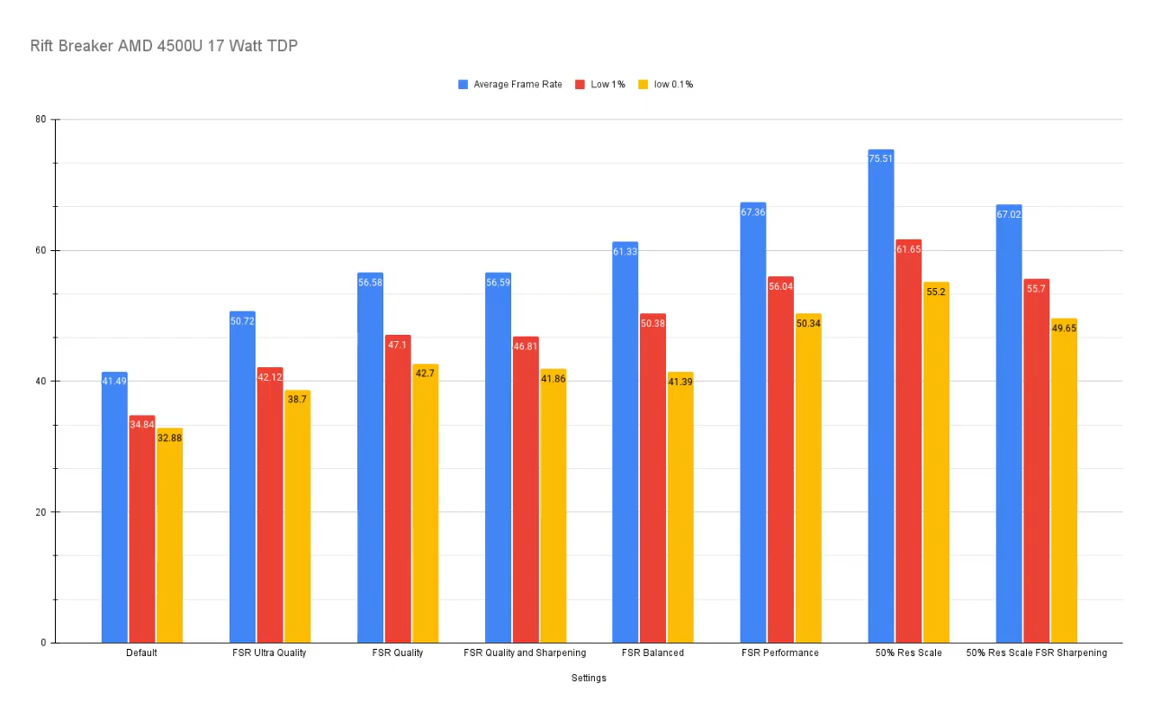 Rift Breaker AMD 4500U 17 Watt TDP
Average Frame Rate Low 1% low 0.1%
80
60
40
20
0
41.49 34.84 32.88
50.72 42.12 38.7
56.58 47.1 42.7
56.59 46.81 41.86
61.33 50.38 41.39
67.36 56.04 50.34
75.51 61.65 55.2
67.02 55.7 49.65
Default FSR Ultra Quality FSR Quality FSR Quality and Sharpening FSR Balanced FSR Performance 50% Res Scale 50% Res Scale FSR Sharpening
Settings